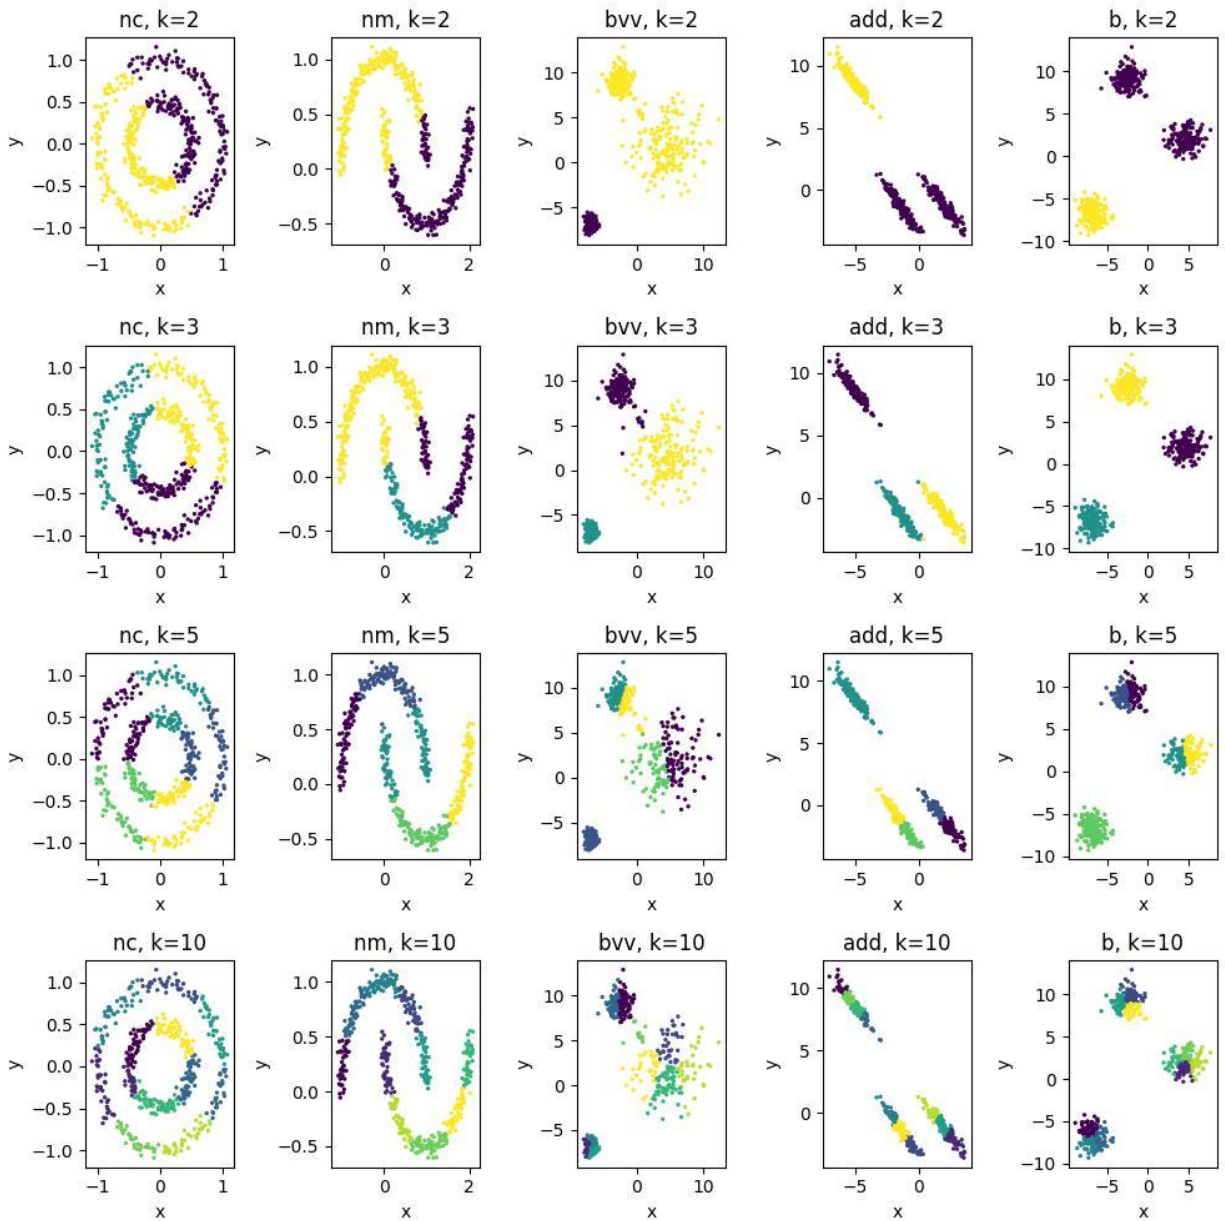 nc, k=2 nm, k=2 bvv, k=2 add, k=2 b, k=2
1.0 0.5 0.0 −0.5 −1.0 y −1 0 1 x
1.0 0.5 0.0 −0.5 y 0 2 x
10 5 0 −5 y 0 10 x
10 5 0 y −5 0 x
10 5 0 −5 −10 y −5 0 5 x
nc, k=3 nm, k=3 bvv, k=3 add, k=3 b, k=3
1.0 0.5 0.0 −0.5 −1.0 y −1 0 1 x
1.0 0.5 0.0 −0.5 y 0 2 x
10 5 0 −5 y 0 10 x
10 5 0 y −5 0 x
10 5 0 −5 −10 y −5 0 5 x
nc, k=5 nm, k=5 bvv, k=5 add, k=5 b, k=5
1.0 0.5 0.0 −0.5 −1.0 y −1 0 1 x
1.0 0.5 0.0 −0.5 y 0 2 x
10 5 0 −5 y 0 10 x
10 5 0 y −5 0 x
10 5 0 −5 −10 y −5 0 5 x
nc, k=10 nm, k=10 bvv, k=10 add, k=10 b, k=10
1.0 0.5 0.0 −0.5 −1.0 y −1 0 1 x
1.0 0.5 0.0 −0.5 y 0 2 x
10 5 0 −5 y 0 10 x
10 5 0 y −5 0 x
10 5 0 −5 −10 y −5 0 5 x